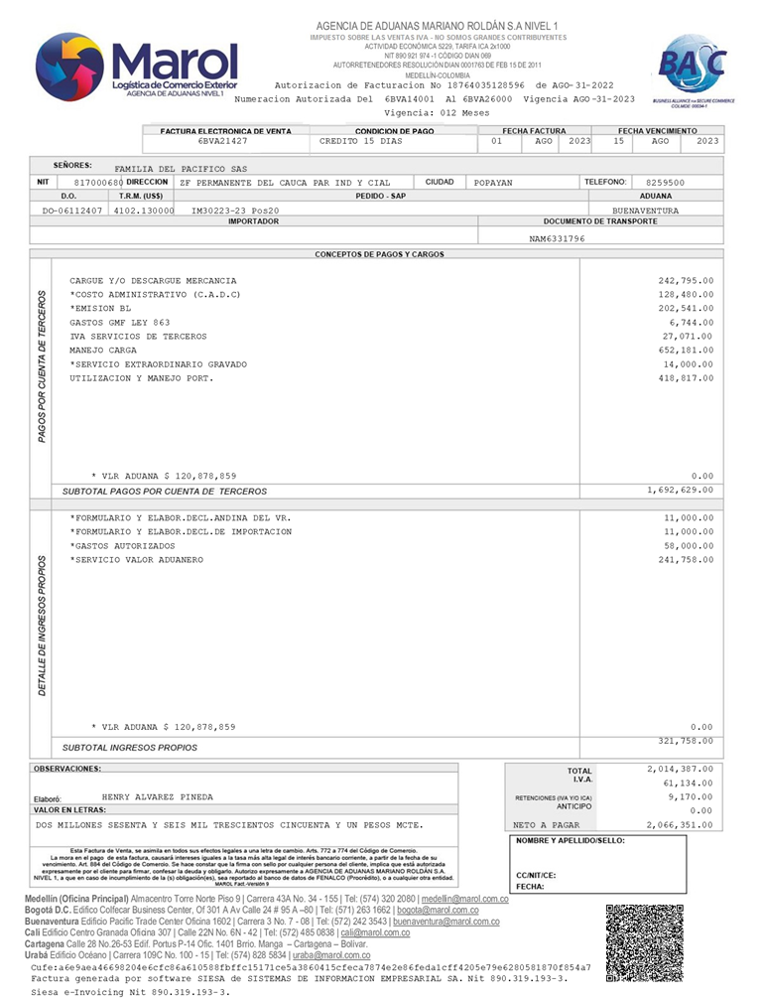 AGENCIA DE ADUANAS MARIANO ROLDÁN S.A NIVEL 1
IMPUESTO SOBRE LAS VENTAS IVA - NO SOMOS GRANDES CONTRIBUYENTES
ACTIVIDAD ECONÓMICA 5229, TARIFA ICA 2x1000
NIT 890 921 974 -1 CÓDIGO DIAN 069
AUTORRETENEDORES RESOLUCIÓN DIAN 0001763 DE FEB 15 DE 2011
MEDELLÍN-COLOMBIA
Marol
Logística de Comercio Exterior
AGENCIA DE ADUANAS NIVEL 1
BASC
BUSINESS ALLIANCE FOR SECURE COMMERCE
Autorizacion de Facturacion No 18764035128596 de AGO-31-2022
Numeracion Autorizada Del 6BVA14001 Al 6BVA26000 Vigencia AGO-31-2023
Vigencia: 012 Meses
FACTURA ELECTRONICA DE VENTA CONDICION DE PAGO FECHA FACTURA FECHA VENCIMIENTO
6BVA21427 CREDITO 15 DIAS 01 AGO 2023 15 AGO 2023
SEÑORES: FAMILIA DEL PACIFICO SAS
NIT 817000680 DIRECCION ZF PERMANENTE DEL CAUCA PAR IND Y CIAL CIUDAD POPAYAN TELEFONO: 8259500
D.O. T.R.M. (US$) PEDIDO - SAP ADUANA
DO-06112407 4102.130000 IM30223-23 Pos20 BUENAVENTURA
IMPORTADOR DOCUMENTO DE TRANSPORTE
NAM6331796
CONCEPTOS DE PAGOS Y CARGOS
PAGOS POR CUENTA DE TERCEROS
CARGUE Y/O DESCARGUE MERCANCIA 242,795.00
*COSTO ADMINISTRATIVO (C.A.D.C) 128,480.00
*EMISION BL 202,541.00
GASTOS GMF LEY 863 6,744.00
IVA SERVICIOS DE TERCEROS 27,071.00
MANEJO CARGA 652,181.00
*SERVICIO EXTRAORDINARIO GRAVADO 14,000.00
UTILIZACION Y MANEJO PORT. 418,817.00
* VLR ADUANA $ 120,878,859 0.00
SUBTOTAL PAGOS POR CUENTA DE TERCEROS 1,692,629.00
DETALLE DE INGRESOS PROPIOS
*FORMULARIO Y ELABOR.DECL.ANDINA DEL VR. 11,000.00
*FORMULARIO Y ELABOR.DECL.DE IMPORTACION 11,000.00
*GASTOS AUTORIZADOS 58,000.00
*SERVICIO VALOR ADUANERO 241,758.00
* VLR ADUANA $ 120,878,859 0.00
SUBTOTAL INGRESOS PROPIOS 321,758.00
OBSERVACIONES:
TOTAL 2,014,387.00
I.V.A. 61,134.00
Elaboró: HENRY ALVAREZ PINEDA
RETENCIONES (IVA Y/O ICA) 9,170.00
ANTICIPO 0.00
VALOR EN LETRAS:
DOS MILLONES SESENTA Y SEIS MIL TRESCIENTOS CINCUENTA Y UN PESOS MCTE.
NETO A PAGAR 2,066,351.00
Esta Factura de Venta, se asimila en todos sus efectos legales a una letra de cambio. Arts. 772 a 774 del Código de Comercio.
La mora en el pago de esta factura, causará intereses iguales a la tasa más alta legal de interés bancario corriente, a partir de la fecha de su
vencimiento. Art. 884 del Código de Comercio. Se hace constar que la firma con sello por cualquier persona del cliente, implica que está autorizada
expresamente por el cliente para firmar, confesar la deuda y obligarlo. Autorizo expresamente a AGENCIA DE ADUANAS MARIANO ROLDÁN S.A.
NIVEL 1, a que en caso de incumplimiento de la (s) obligación(es), sea reportado al banco de datos de FENALCO (Procrédito), o a cualquier otra entidad.
MAROL Fact.-Versión 9
NOMBRE Y APELLIDO/SELLO:
CC/NIT/CE:
FECHA:
Medellín (Oficina Principal) Almacentro Torre Norte Piso 9 | Carrera 43A No. 34 - 155 | Tel: (574) 320 2080 | medellin@marol.com.co
Bogotá D.C. Edifico Colfecar Business Center, Of 301 A Av Calle 24 # 95 A –80 | Tel: (571) 263 1662 | bogota@marol.com.co
Buenaventura Edificio Pacific Trade Center Oficina 1602 | Carrera 3 No. 7 - 08 | Tel: (572) 242 3543 | buenaventura@marol.com.co
Cali Edificio Centro Granada Oficina 307 | Calle 22N No. 6N - 42 | Tel: (572) 485 0838 | cali@marol.com.co
Cartagena Calle 28 No.26-53 Edif. Portus P-14 Ofic. 1401 Brrio. Manga – Cartagena – Bolívar.
Urabá Edificio Océano | Carrera 109C No. 100 - 15 | Tel: (574) 828 5834 | uraba@marol.com.co
Cufe:a6e9aea46698204e6cfc86a610588fbffc15171ce5a3860415cfeca7874e2e86feda1cff4205e79e6280581870f854a7
Factura generada por software SIESA de SISTEMAS DE INFORMACION EMPRESARIAL SA. Nit 890.319.193-3.
Siesa e-Invoicing Nit 890.319.193-3.